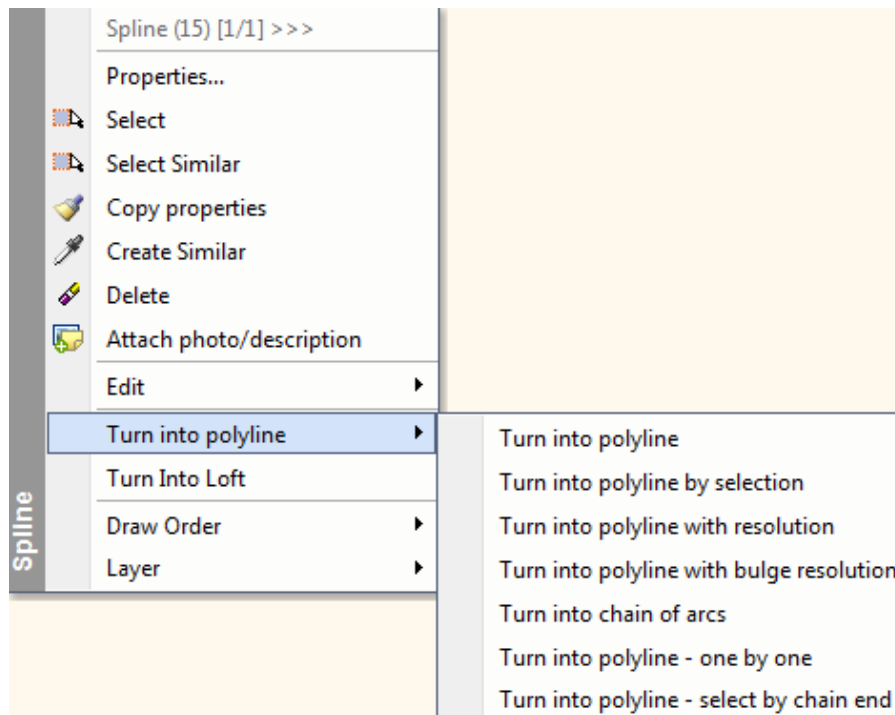 Spline (15) [1/1] >>>
Properties...
Select
Select Similar
Copy properties
Create Similar
Delete
Attach photo/description
Edit
Turn into polyline
Turn Into Loft
Draw Order
Layer
Spline
Turn into polyline
Turn into polyline by selection
Turn into polyline with resolution
Turn into polyline with bulge resolution
Turn into chain of arcs
Turn into polyline - one by one
Turn into polyline - select by chain end